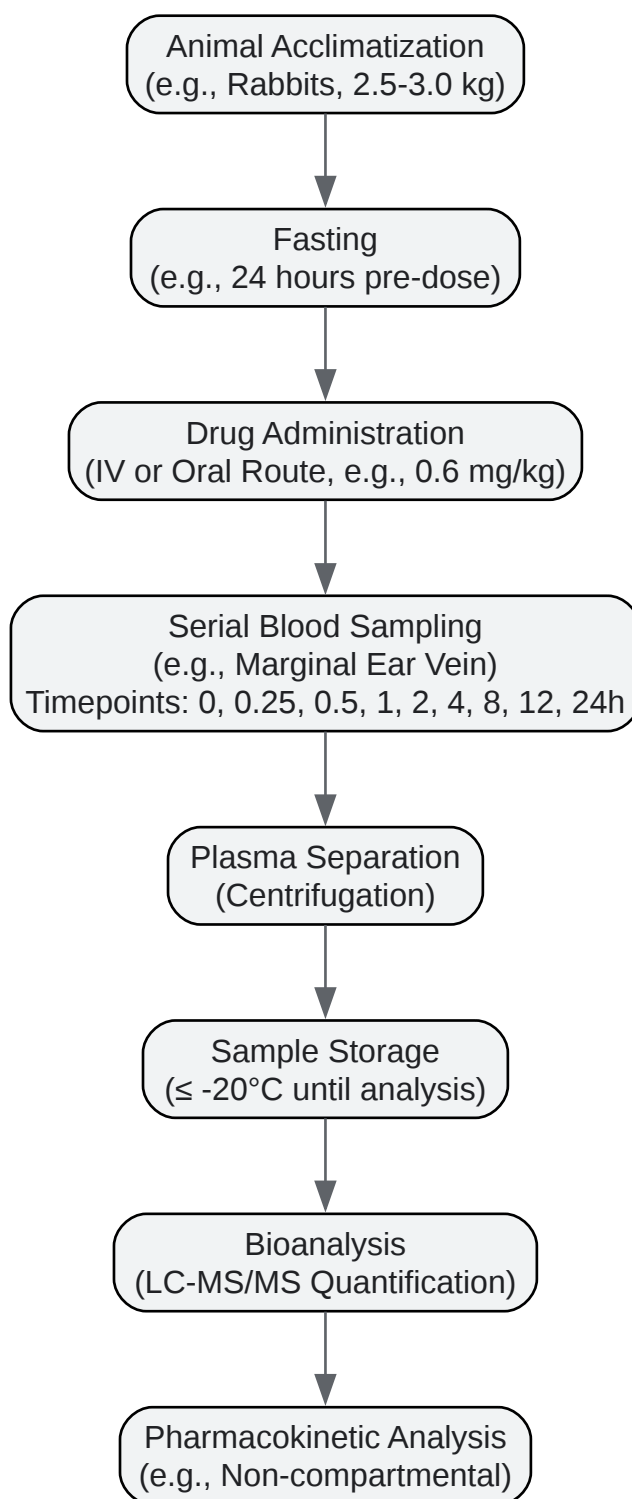 Animal Acclimatization
(e.g., Rabbits, 2.5-3.0 kg)
Fasting
(e.g., 24 hours pre-dose)
Drug Administration
(IV or Oral Route, e.g., 0.6 mg/kg)
Serial Blood Sampling
(e.g., Marginal Ear Vein)
Timepoints: 0, 0.25, 0.5, 1, 2, 4, 8, 12, 24h
Plasma Separation
(Centrifugation)
Sample Storage
(≤ -20°C until analysis)
Bioanalysis
(LC-MS/MS Quantification)
Pharmacokinetic Analysis
(e.g., Non-compartmental)